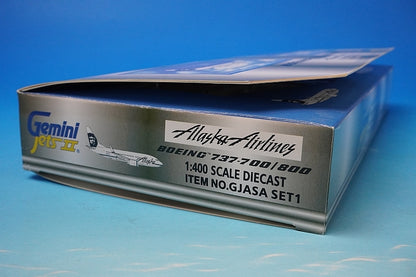 Gemini
Jets II
Alaska Airlines
BOEING 737-700/800
1:400 SCALE DIECAST
ITEM NO.GJASA SET1